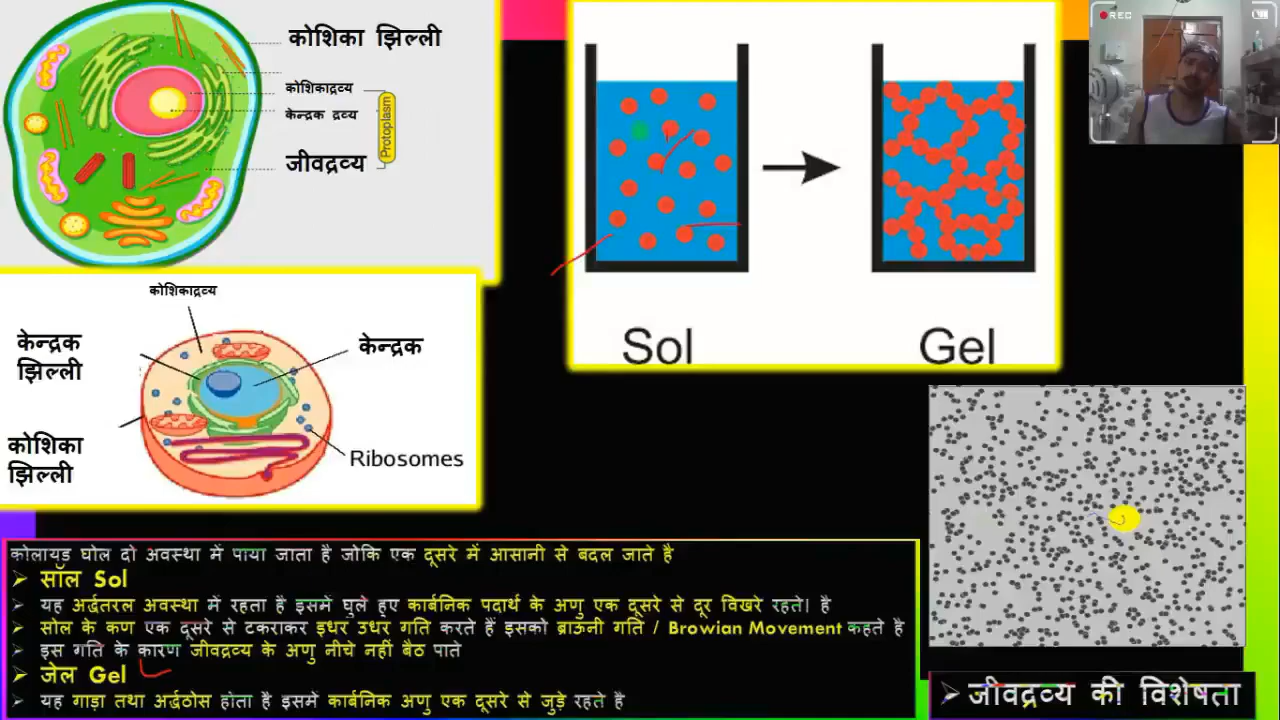 कोशिका झिल्ली
कोशिकाद्रव्य
केन्द्रक द्रव्य
जीवद्रव्य
Protoplasm
Sol
Gel
REC
कोशिकाद्रव्य
केन्द्रक
झिल्ली
केन्द्रक
कोशिका
झिल्ली
Ribosomes
कोलायड घोल दो अवस्था में पाया जाता है जोकि एक दूसरे में आसानी से बदल जाते है
➤ सॉल Sol
➤ यह अर्द्धतरल अवस्था में रहता है इसमें घुले हुए कार्बनिक पदार्थ के अणु एक दूसरे से दूर विखरे रहते। है
➤ सोल के कण एक दूसरे से टकराकर इधर उधर गति करते हैं इसको ब्राऊनी गति / Browian Movement कहते है
➤ इस गति के कारण जीवद्रव्य के अणु नीचे नहीं बैठ पाते
➤ जेल Gel
➤ यह गाड़ा तथा अर्द्धठोस होता है इसमें कार्बनिक अणु एक दूसरे से जुड़े रहते है
➤ जीवद्रव्य की विशेषता